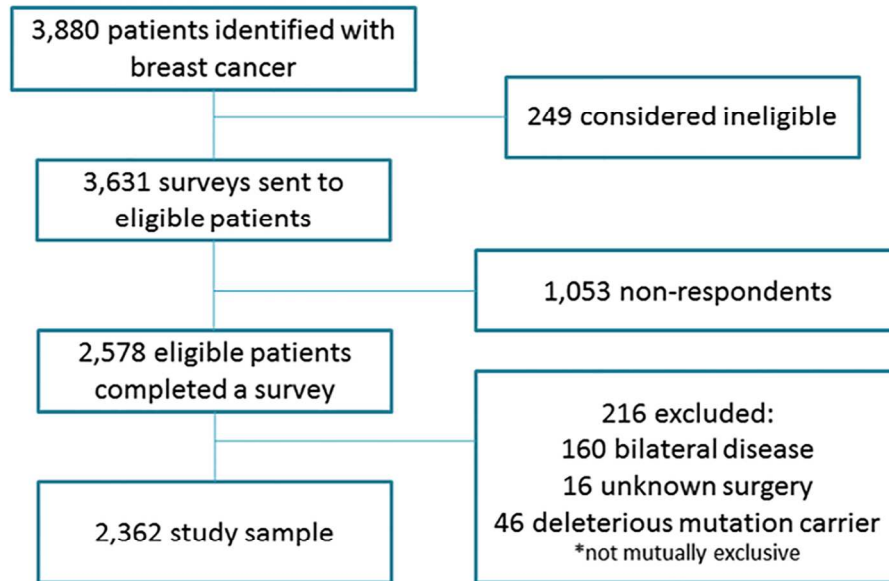 3,880 patients identified with
breast cancer
249 considered ineligible
3,631 surveys sent to
eligible patients
1,053 non-respondents
2,578 eligible patients
completed a survey
216 excluded:
160 bilateral disease
16 unknown surgery
46 deleterious mutation carrier
*not mutually exclusive
2,362 study sample